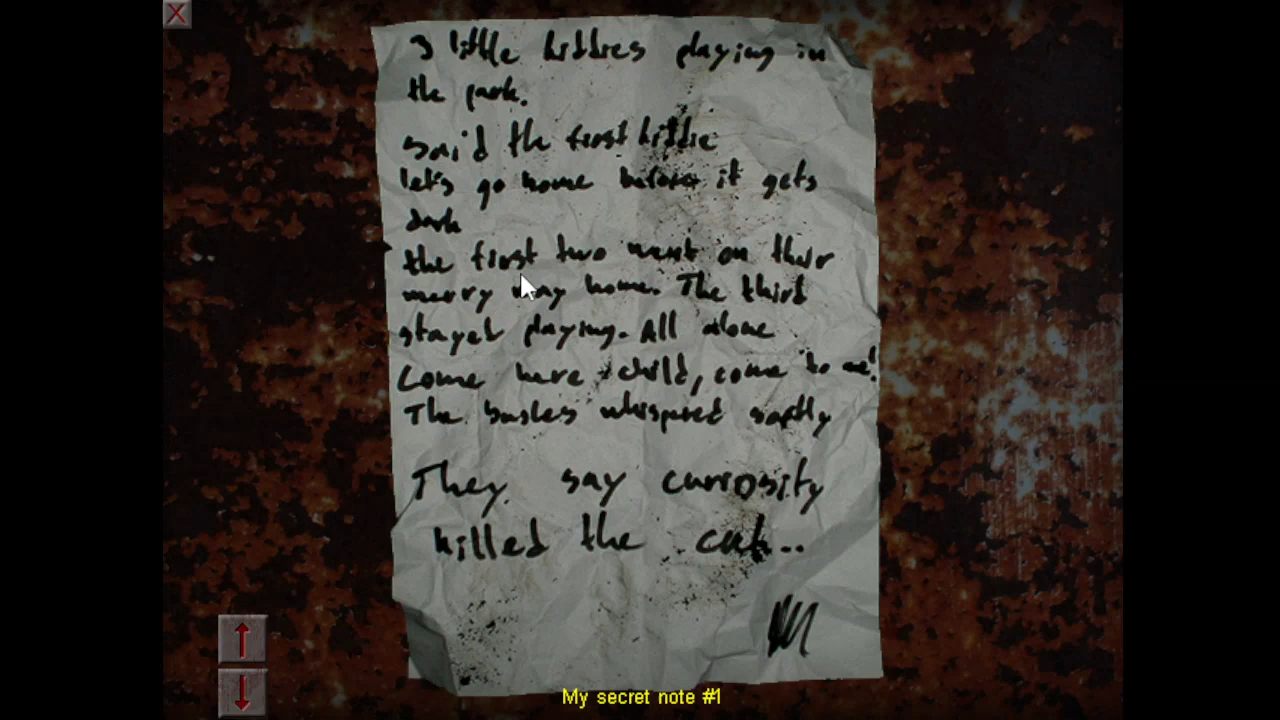 3 little kiddies playing in
the park.
said the first kiddie
let's go home before it gets
dark
the first two went on their
merry way home. The third
stayed playing. All alone
Come here child, come to me!
The bushes whispered softly
They say curiosity
killed the cat..
My secret note #1